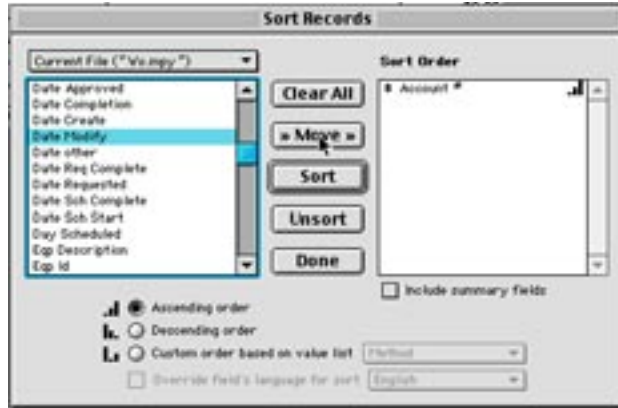 Sort Records
Current File ("Wo.mpy")
Date Approved
Date Completion
Date Create
Date Modify
Date other
Date Req Complete
Date Requested
Date Sch Complete
Date Sch Start
Day Scheduled
Eqp Description
Eqp Id
Clear All
» Move »
Sort
Unsort
Done
Sort Order
Account #
Include summary fields
Ascending order
Descending order
Custom order based on value list
Method
Override field's language for sort
English